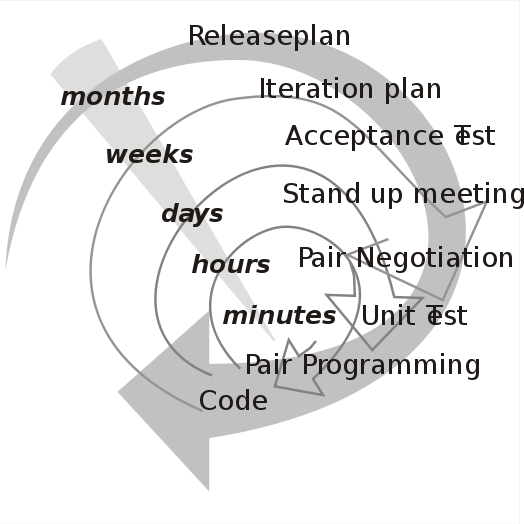 Releaseplan
Iteration plan
months
Acceptance Test
weeks
Stand up meeting
days
Pair Negotiation
hours
minutes
Unit Test
Pair Programming
Code